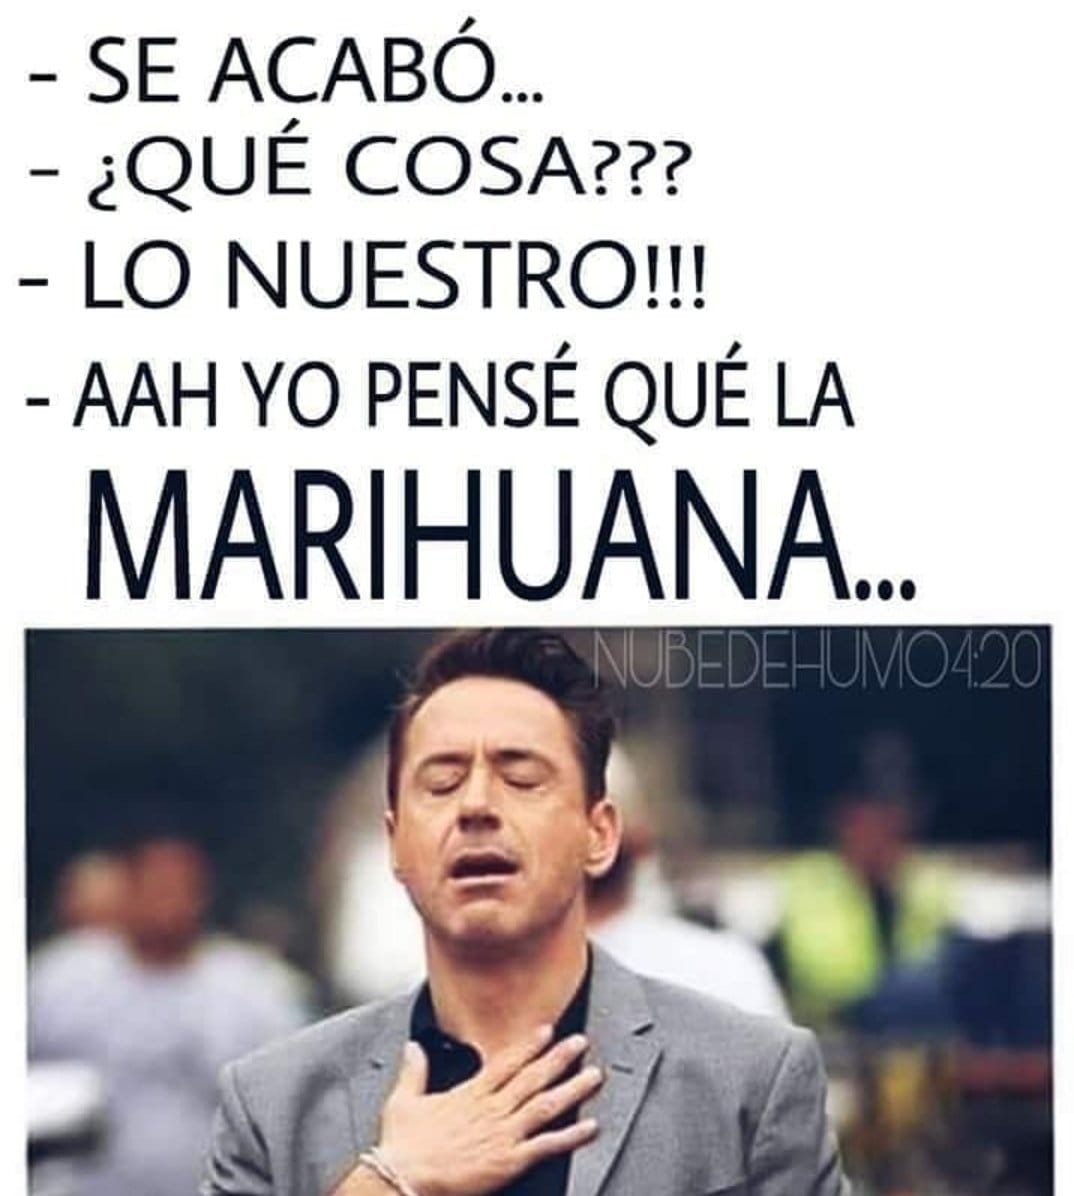 - SE ACABÓ...
- ¿QUÉ COSA???
- LO NUESTRO!!!
- AAH YO PENSÉ QUÉ LA
MARIHUANA...
NUBEDEHUMO4:20